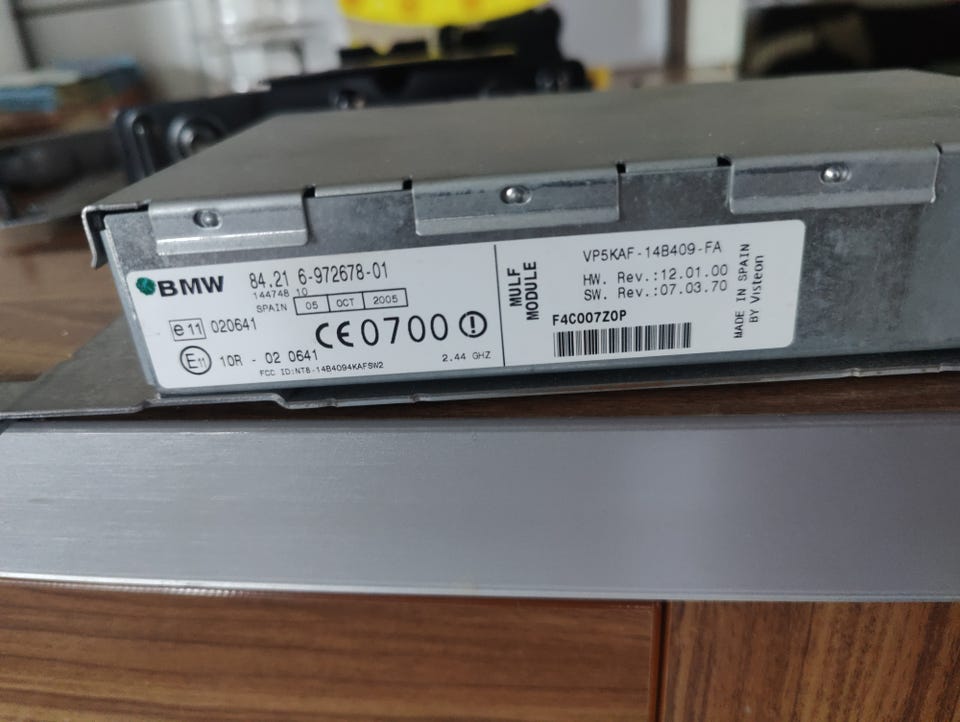 BMW 84.21 6-972678-01
144748 10
SPAIN 05 OCT 2005
e11 020641
CE0700
E11 10R - 02 0641
FCC ID:NT8-14B4094KAFSW2
2.44 GHZ
MULF
MODULE
VP5KAF-14B409-FA
HW. Rev.:12.01.00
SW. Rev.:07.03.70
F4C007Z0P
MADE IN SPAIN
BY Visteon